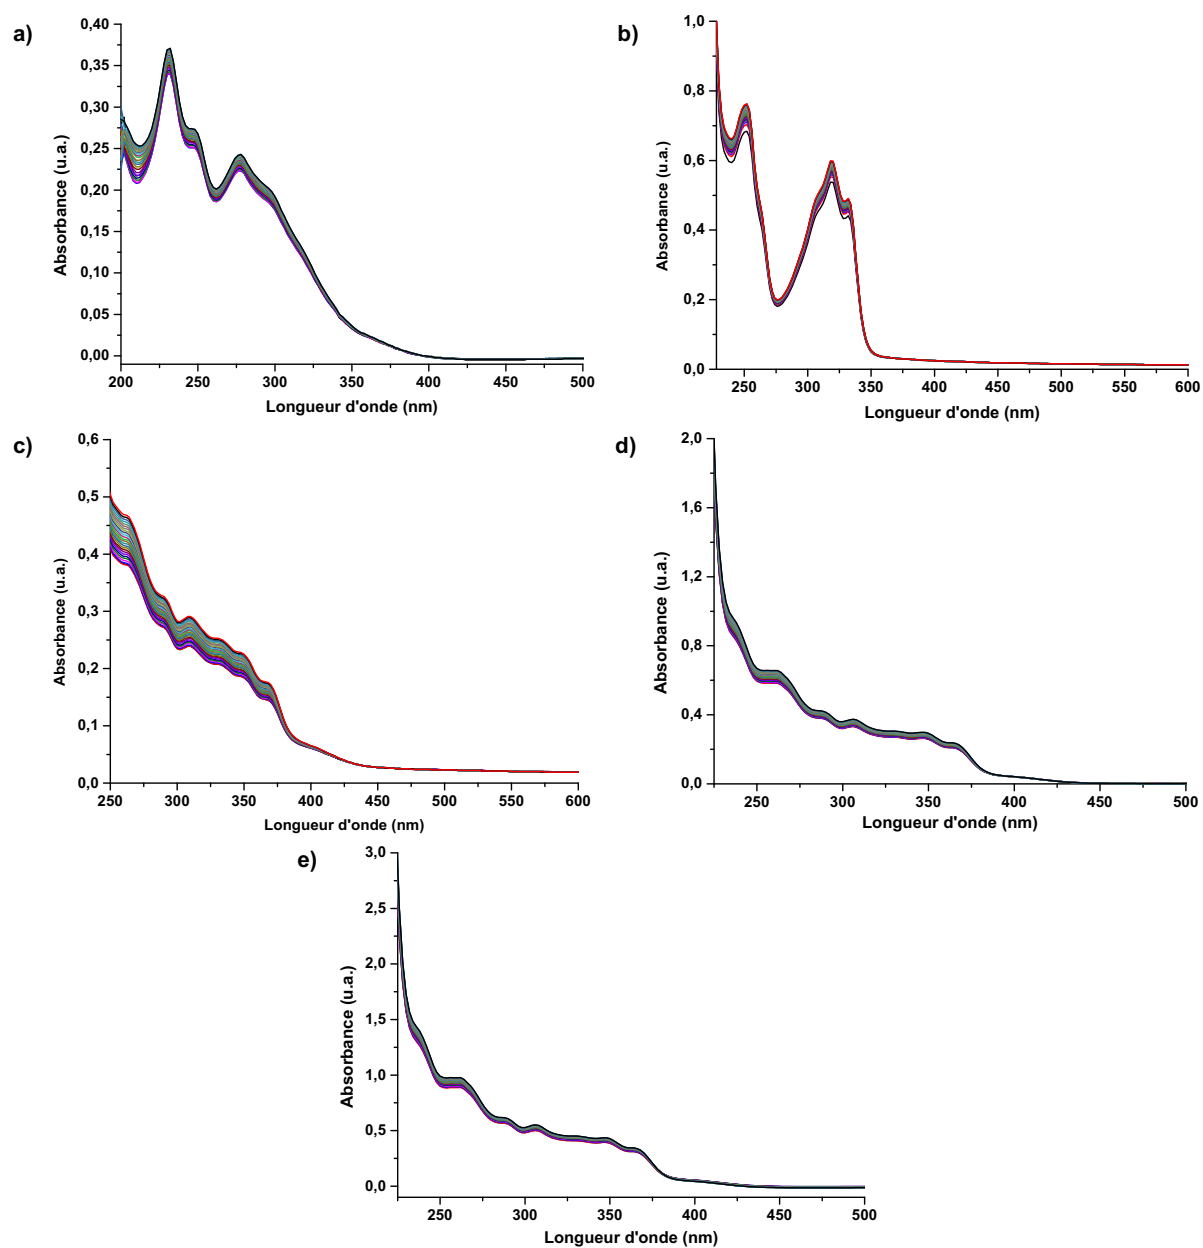 a)
0,40
0,35
0,30
0,25
0,20
0,15
0,10
0,05
0,00
Absorbance (u.a.)
200 250 300 350 400 450 500
Longueur d'onde (nm)
b)
1,0
0,8
0,6
0,4
0,2
0,0
Absorbance (u.a.)
250 300 350 400 450 500 550 600
Longueur d'onde (nm)
c)
0,6
0,5
0,4
0,3
0,2
0,1
0,0
Absorbance (u.a.)
250 300 350 400 450 500 550 600
Longueur d'onde (nm)
d)
2,0
1,6
1,2
0,8
0,4
0,0
Absorbance (u.a.)
250 300 350 400 450 500
Longueur d'onde (nm)
e)
3,0
2,5
2,0
1,5
1,0
0,5
0,0
Absorbance (u.a.)
250 300 350 400 450 500
Longueur d'onde (nm)